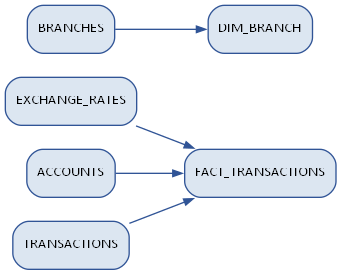 BRANCHES
DIM_BRANCH
EXCHANGE_RATES
ACCOUNTS
FACT_TRANSACTIONS
TRANSACTIONS